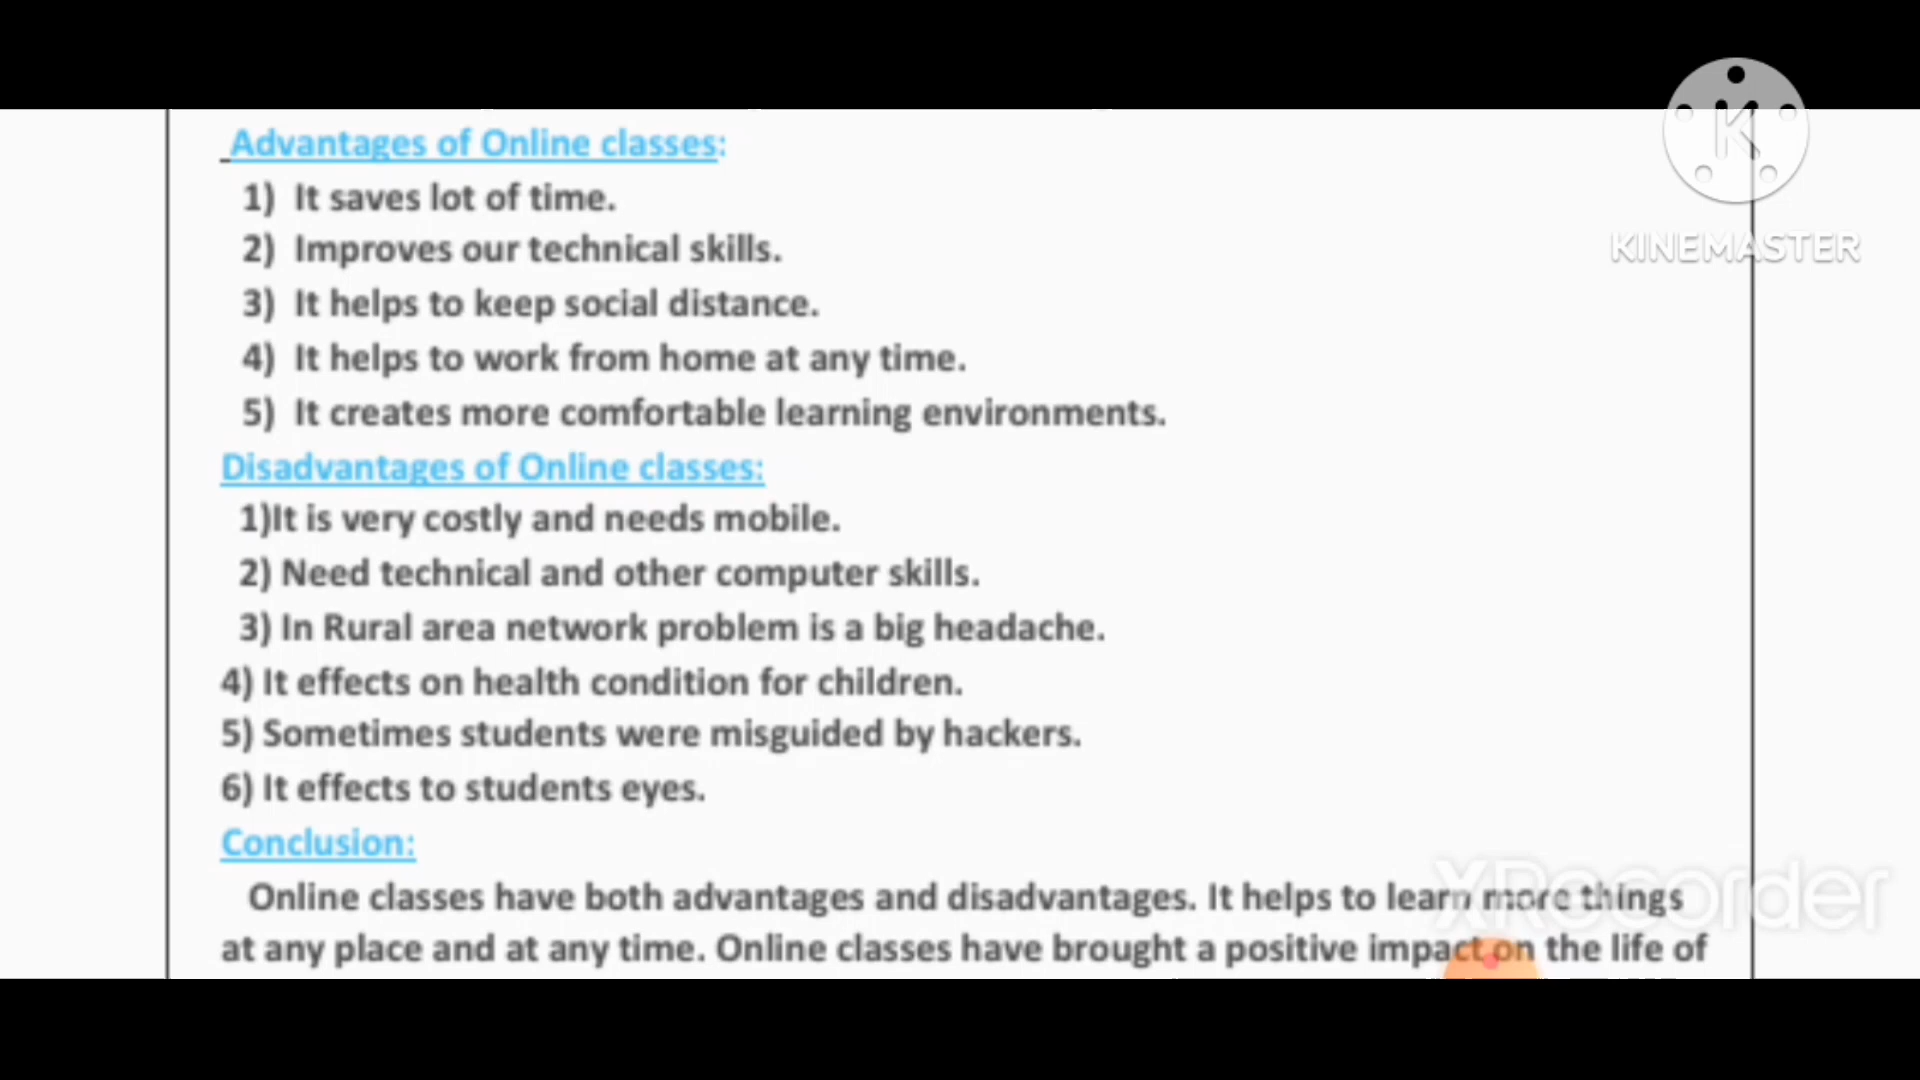 Advantages of Online classes:
1) It saves lot of time.
2) Improves our technical skills.
3) It helps to keep social distance.
4) It helps to work from home at any time.
5) It creates more comfortable learning environments.
Disadvantages of Online classes:
1)It is very costly and needs mobile.
2) Need technical and other computer skills.
3) In Rural area network problem is a big headache.
4) It effects on health condition for children.
5) Sometimes students were misguided by hackers.
6) It effects to students eyes.
Conclusion:
Online classes have both advantages and disadvantages. It helps to learn more things
at any place and at any time. Online classes have brought a positive impact on the life of
K
KINEMASTER
XRecorder